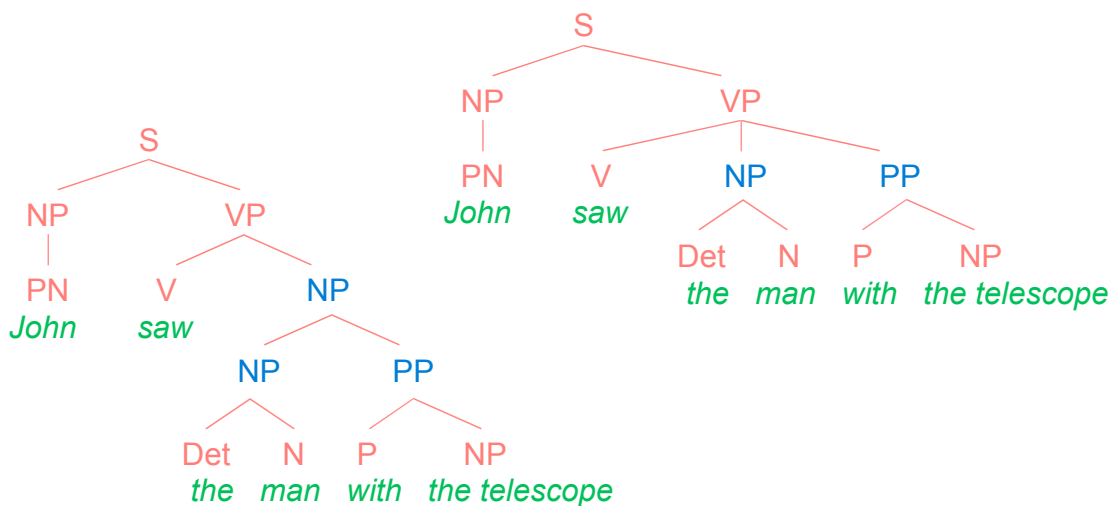 S
NP VP
PN V NP
John saw
NP PP
Det N P NP
the man with the telescope
S
NP VP
PN V NP PP
John saw
Det N P NP
the man with the telescope